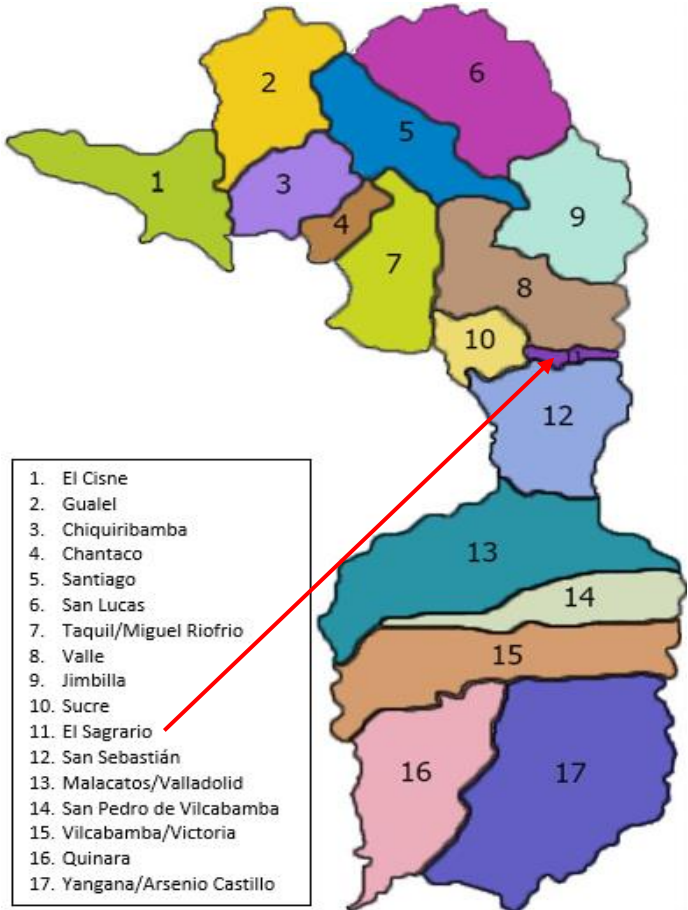 2
6
5
1
3
9
4
7
8
10
12
13
14
15
16
17
1. El Cisne
2. Gualel
3. Chiquiribamba
4. Chantaco
5. Santiago
6. San Lucas
7. Taquil/Miguel Riofrio
8. Valle
9. Jimbilla
10. Sucre
11. El Sagrario
12. San Sebastián
13. Malacatos/Valladolid
14. San Pedro de Vilcabamba
15. Vilcabamba/Victoria
16. Quinara
17. Yangana/Arsenio Castillo